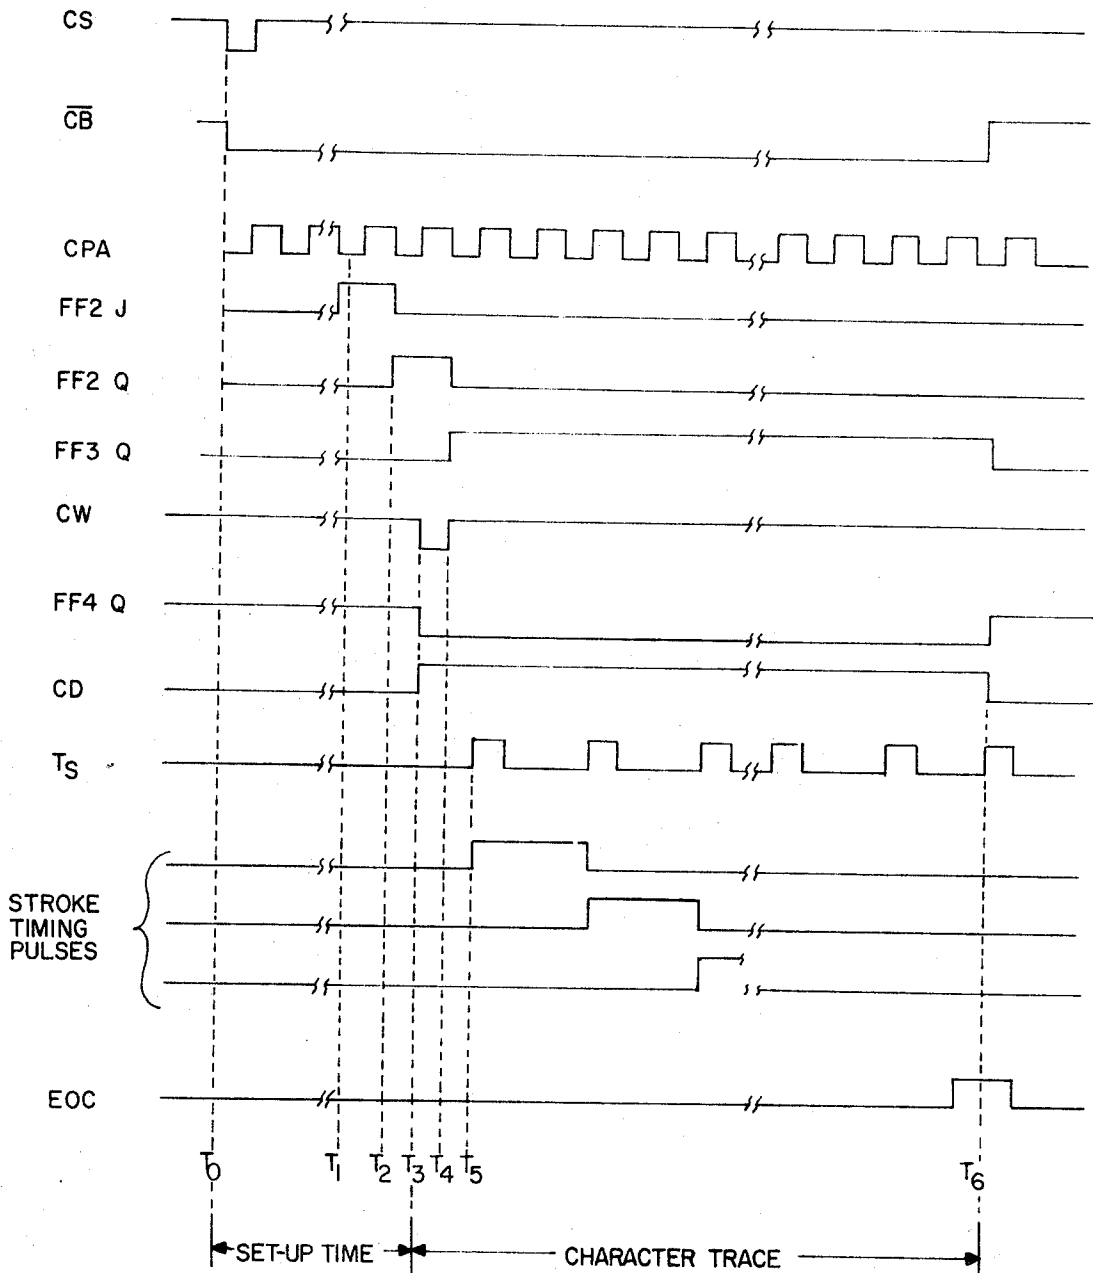 CS
C̅B̅
CPA
FF2 J
FF2 Q
FF3 Q
CW
FF4 Q
CD
TS
STROKE
TIMING
PULSES
EOC
T0 T1 T2 T3 T4 T5 T6
SET-UP TIME CHARACTER TRACE